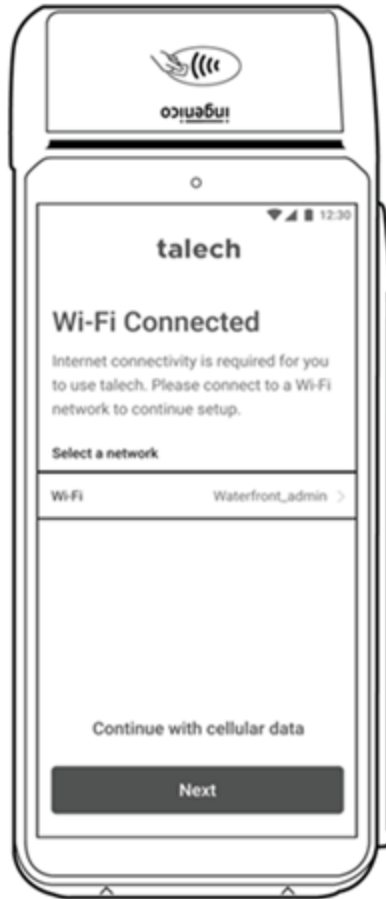 ingenico
12:30
talech
Wi-Fi Connected
Internet connectivity is required for you
to use talech. Please connect to a Wi-Fi
network to continue setup.
Select a network
Wi-Fi Waterfront_admin >
Continue with cellular data
Next